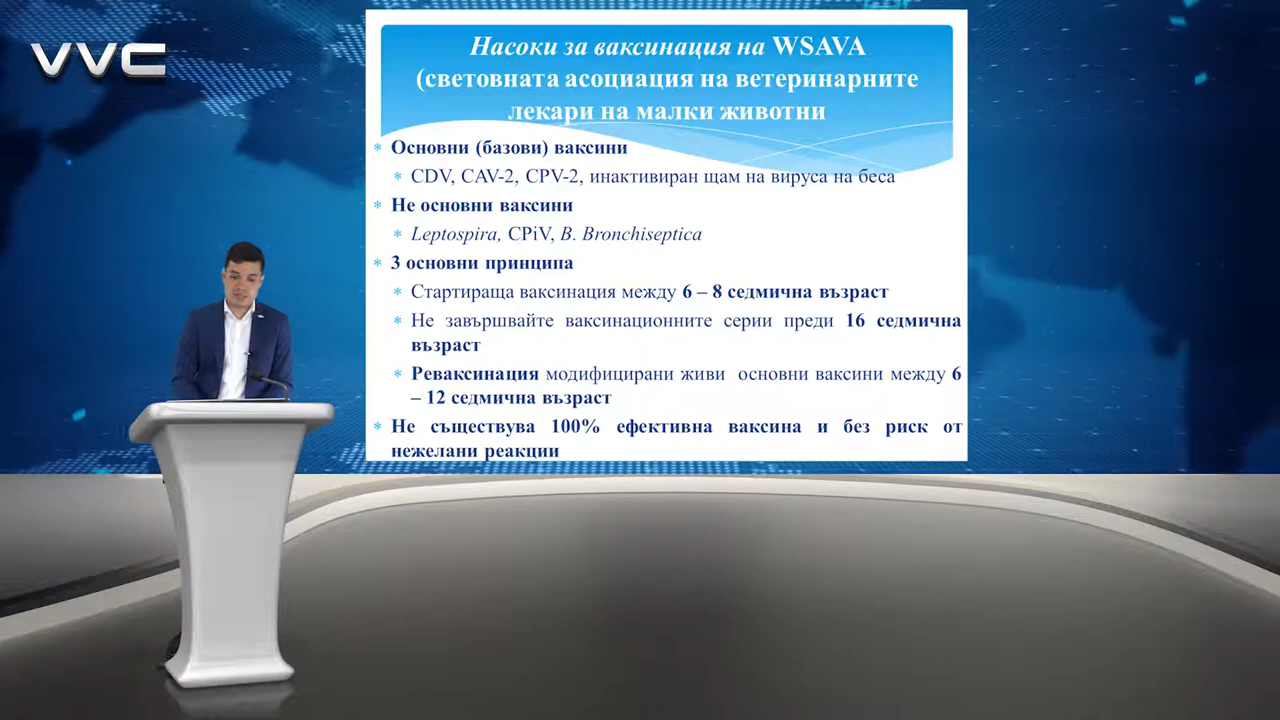 VVC
Насоки за ваксинация на WSAVA
(световната асоциация на ветеринарните
лекари на малки животни
Основни (базови) ваксини
CDV, CAV-2, CPV-2, инактивиран щам на вируса на беса
Не основни ваксини
Leptospira, CPiV, B. Bronchiseptica
3 основни принципа
Стартираща ваксинация между 6 – 8 седмична възраст
Не завършвайте ваксинационните серии преди 16 седмична
възраст
Реваксинация модифицирани живи основни ваксини между 6
– 12 седмична възраст
Не съществува 100% ефективна ваксина и без риск от
нежелани реакции